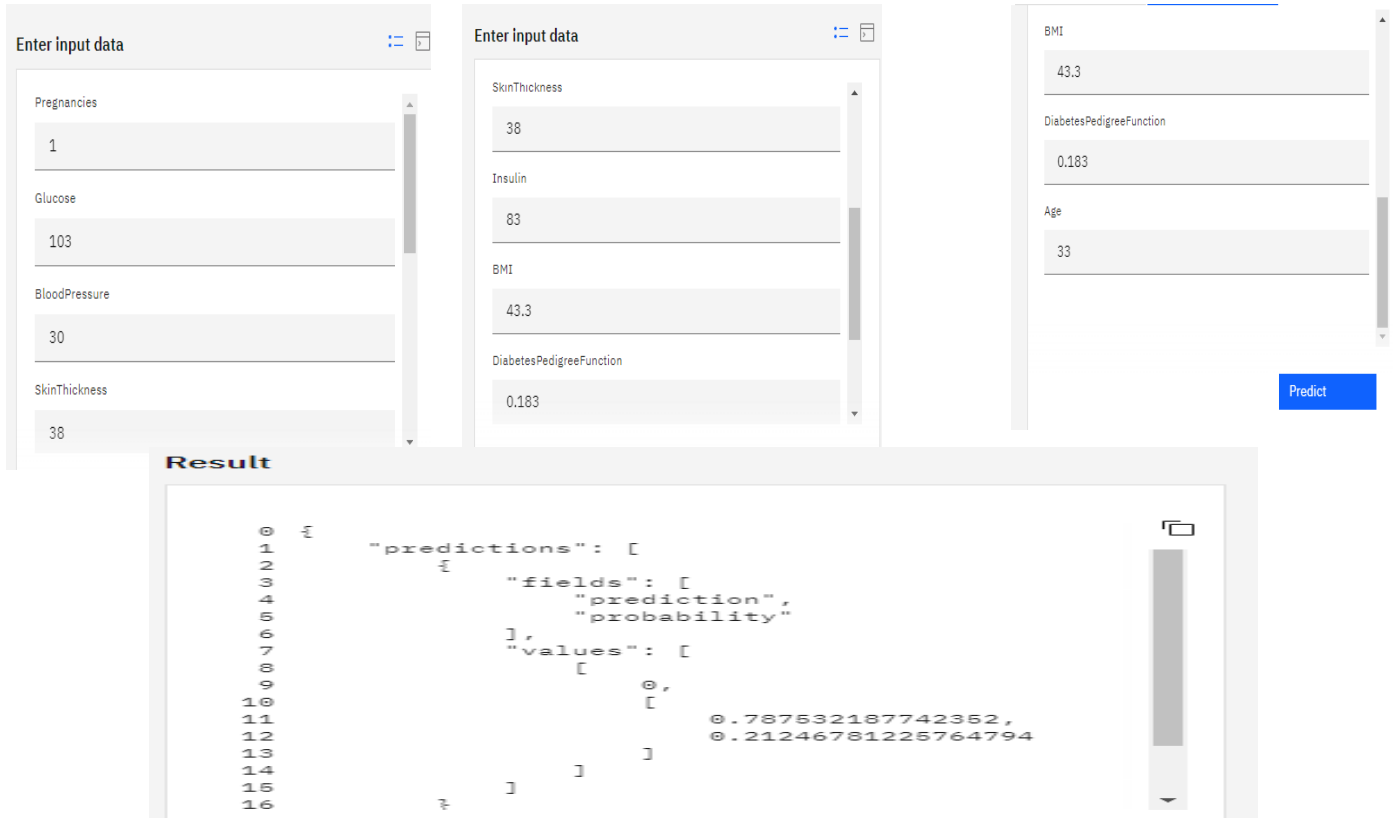 Enter input data
Pregnancies
1
Glucose
103
BloodPressure
30
SkinThickness
38
Enter input data
SkinThickness
38
Insulin
83
BMI
43.3
DiabetesPedigreeFunction
0.183
BMI
43.3
DiabetesPedigreeFunction
0.183
Age
33
Predict
Result
0 {
1 "predictions": [
2 {
3 "fields": [
4 "prediction",
5 "probability"
6 ],
7 "values": [
8 [
9 0,
10 [
11 0.787532187742352,
12 0.21246781225764794
13 ]
14 ]
15 ]
16 }